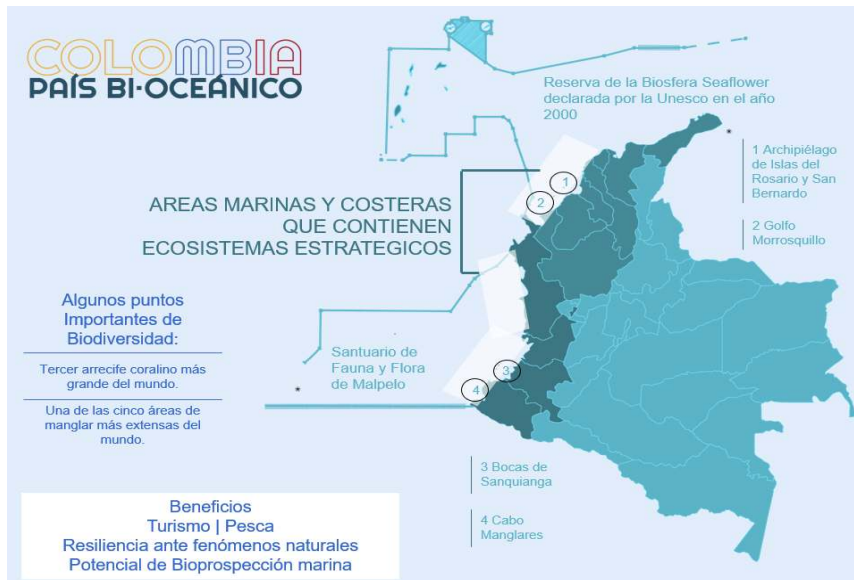 COLOMBIA
PAÍS BI-OCEÁNICO
Reserva de la Biosfera Seaflower
declarada por la Unesco en el año
2000
1 Archipiélago
de Islas del
Rosario y San
Bernardo
2 Golfo
Morrosquillo
AREAS MARINAS Y COSTERAS
QUE CONTIENEN
ECOSISTEMAS ESTRATEGICOS
1
2
Algunos puntos
Importantes de
Biodiversidad:
Tercer arrecife coralino más
grande del mundo.
Una de las cinco áreas de
manglar más extensas del
mundo.
Santuario de
Fauna y Flora
de Malpelo
3
4
3 Bocas de
Sanquianga
4 Cabo
Manglares
Beneficios
Turismo | Pesca
Resiliencia ante fenómenos naturales
Potencial de Bioprospección marina